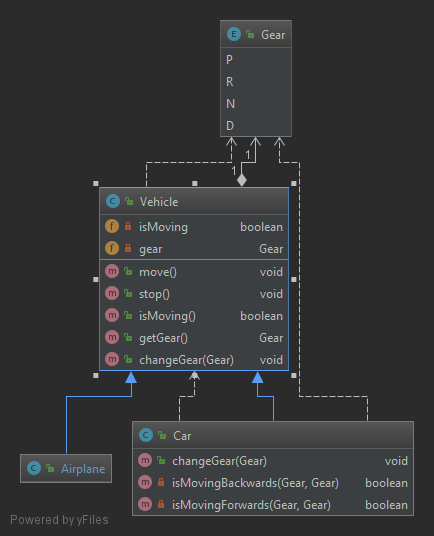 E Gear
P
R
N
D
1
1
C Vehicle
f isMoving boolean
f gear Gear
m move() void
m stop() void
m isMoving() boolean
m getGear() Gear
m changeGear(Gear) void
C Airplane
C Car
m changeGear(Gear) void
m isMovingBackwards(Gear, Gear) boolean
m isMovingForwards(Gear, Gear) boolean
Powered by yFiles